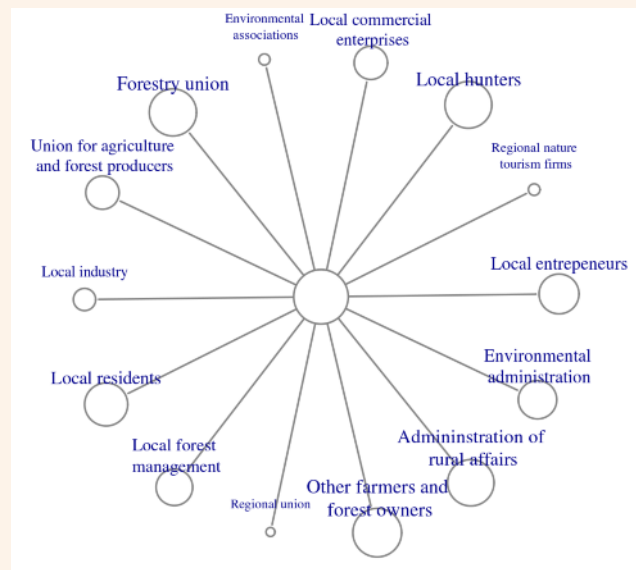 Environmental
associations
Local commercial
enterprises
Forestry union
Local hunters
Union for agriculture
and forest producers
Regional nature
tourism firms
Local industry
Local entrepeneurs
Local residents
Environmental
administration
Local forest
management
Admininstration of
rural affairs
Regional union
Other farmers and
forest owners